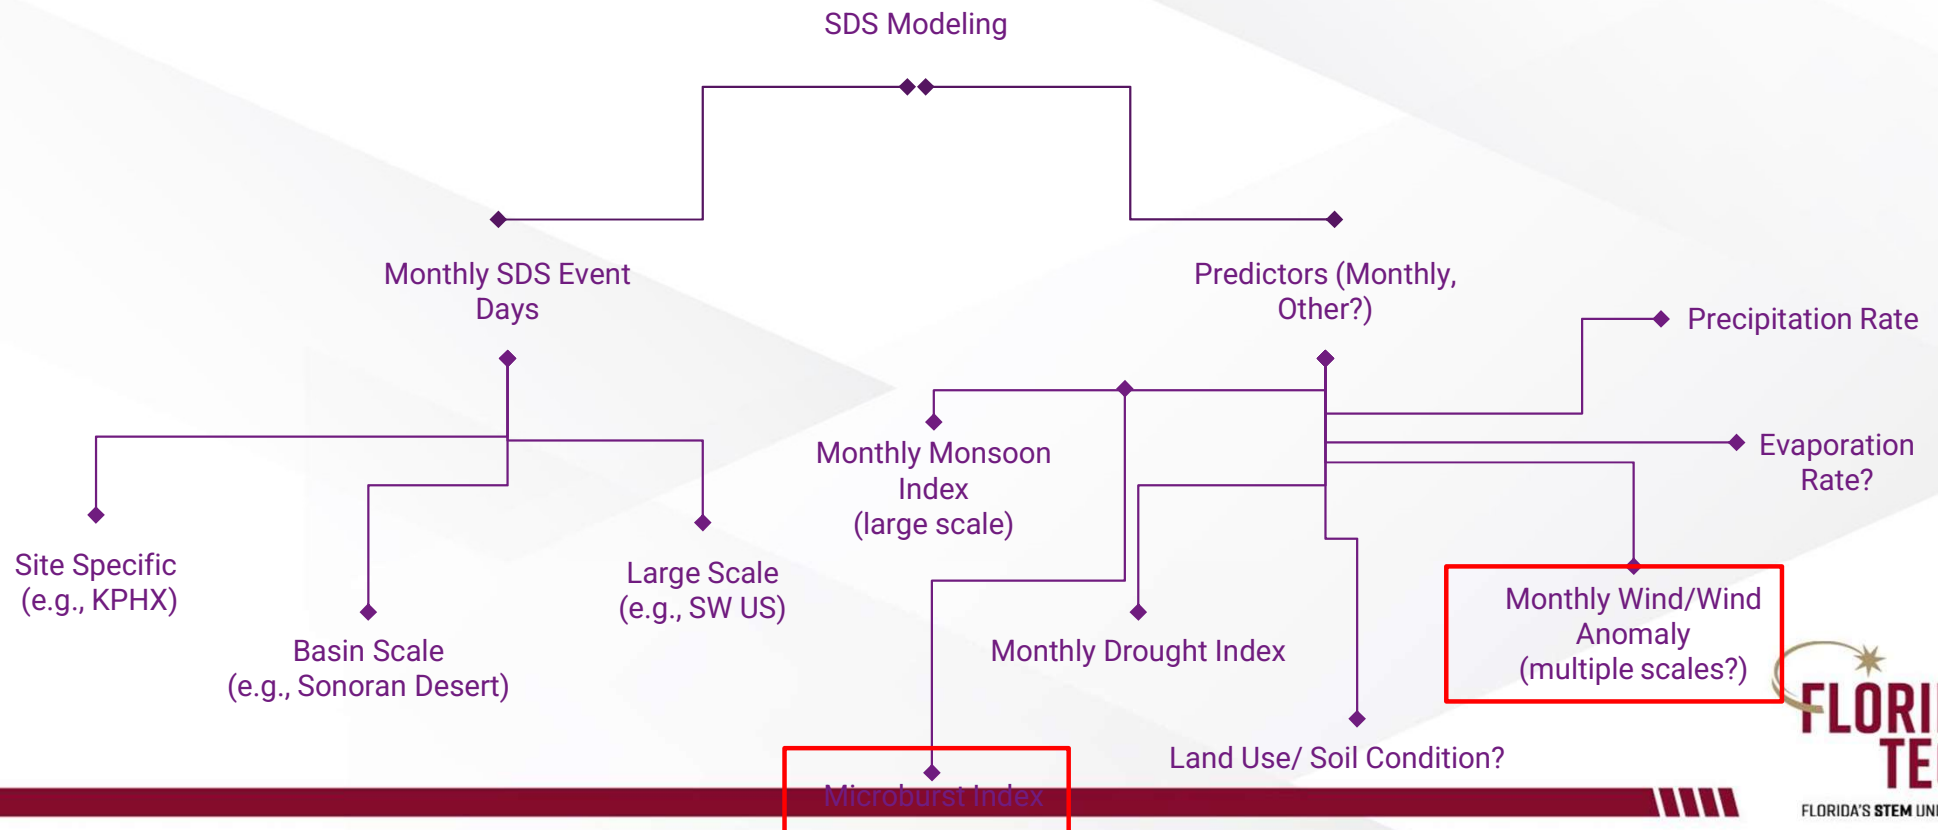 SDS Modeling
Monthly SDS Event
Days
Predictors (Monthly,
Other?)
Precipitation Rate
Evaporation
Rate?
Monthly Monsoon
Index
(large scale)
Site Specific
(e.g., KPHX)
Large Scale
(e.g., SW US)
Basin Scale
(e.g., Sonoran Desert)
Monthly Drought Index
Monthly Wind/Wind
Anomaly
(multiple scales?)
Land Use/ Soil Condition?
Microburst Index
FLORI
TE
FLORIDA'S STEM UNI